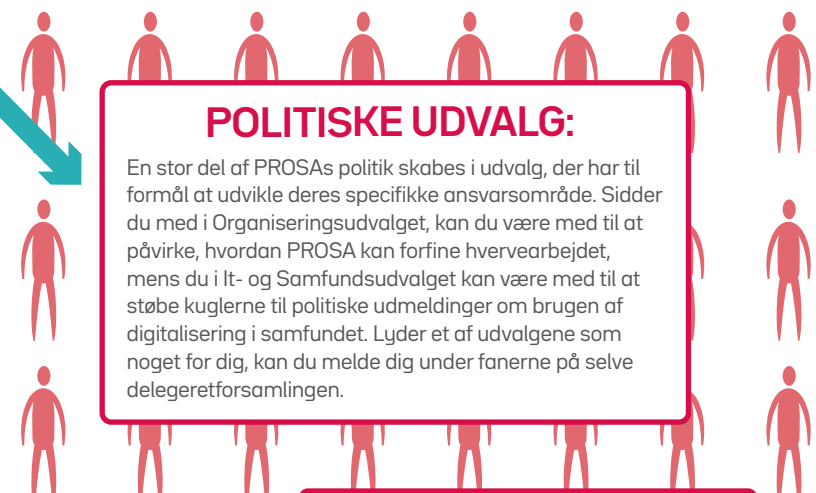 POLITISKE UDVALG:
En stor del af PROSAs politik skabes i udvalg, der har til
formål at udvikle deres specifikke ansvarsområde. Sidder
du med i Organiseringsudvalget, kan du være med til at
påvirke, hvordan PROSA kan forfine hvervearbejdet,
mens du i It- og Samfundsudvalget kan være med til at
støbe kuglerne til politiske udmeldinger om brugen af
digitalisering i samfundet. Lyder et af udvalgene som
noget for dig, kan du melde dig under fanerne på selve
delegeretforsamlingen.